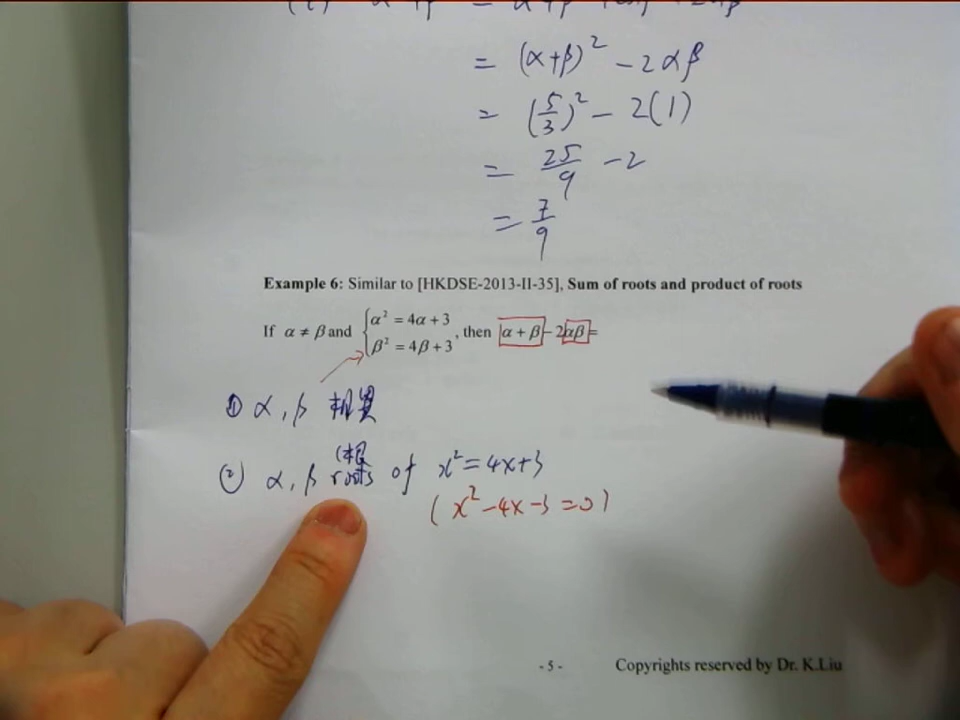 = (α+β)² − 2αβ
= (5/3)² − 2(1)
= 25/9 − 2
= 7/9
Example 6: Similar to [HKDSE-2013-II-35], Sum of roots and product of roots
If α ≠ β and { α² = 4α + 3
β² = 4β + 3 , then α + β − 2αβ =
① α, β 相異
(根
② α, β roots of x² = 4x+3
( x² − 4x − 3 = 0)
- 5 - Copyrights reserved by Dr. K.Liu